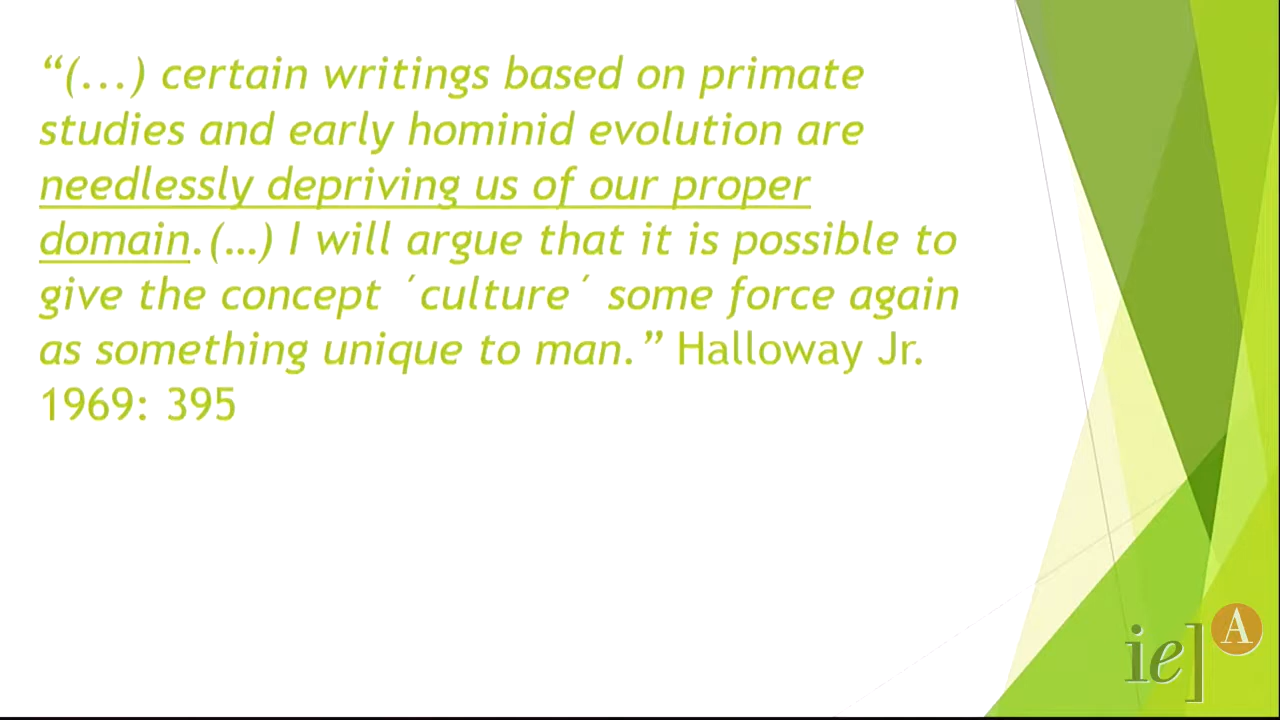 “(...) certain writings based on primate
studies and early hominid evolution are
needlessly depriving us of our proper
domain.(…) I will argue that it is possible to
give the concept ´culture´ some force again
as something unique to man.” Halloway Jr.
1969: 395
ie] A